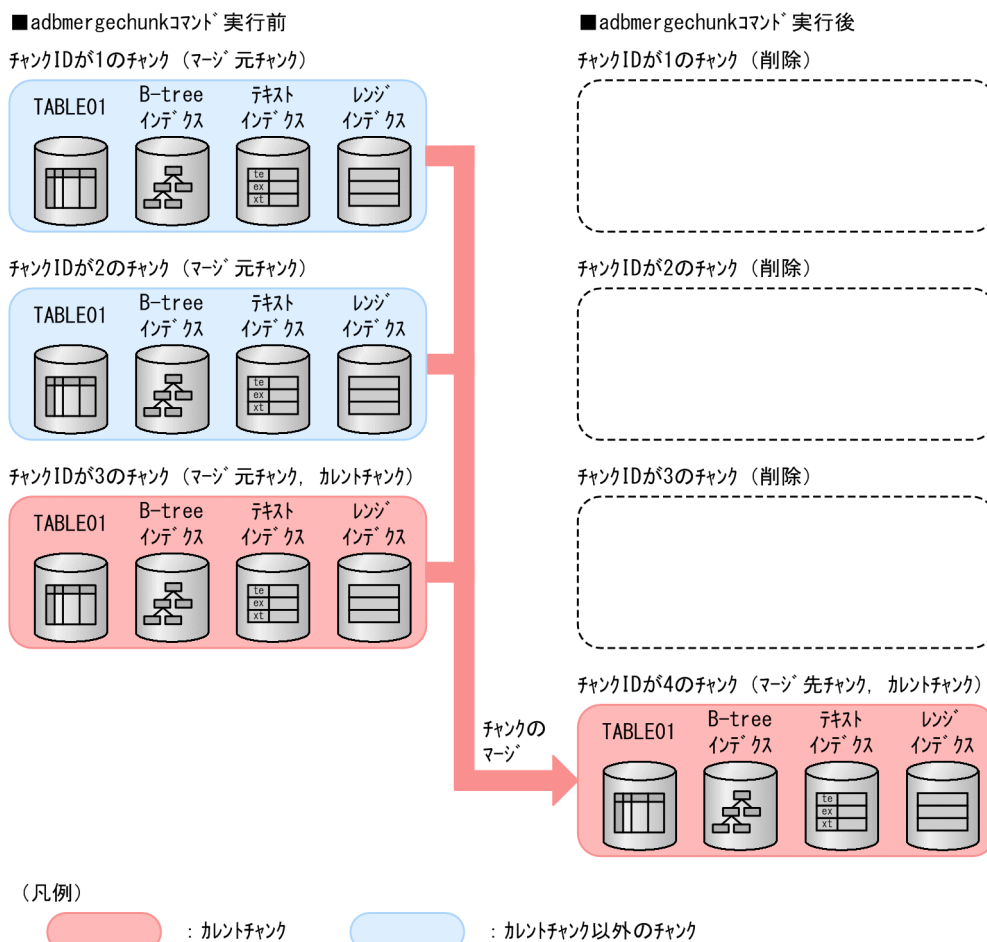 ■adbmergechunkｺﾏﾝﾄﾞ実行前
ﾁｬﾝｸIDが1のﾁｬﾝｸ（ﾏｰｼﾞ元ﾁｬﾝｸ）
TABLE01
B-tree
ｲﾝﾃﾞｸｽ
ﾃｷｽﾄ
ｲﾝﾃﾞｸｽ
ﾚﾝｼﾞ
ｲﾝﾃﾞｸｽ
te
ex
xt
ﾁｬﾝｸIDが2のﾁｬﾝｸ（ﾏｰｼﾞ元ﾁｬﾝｸ）
TABLE01
B-tree
ｲﾝﾃﾞｸｽ
ﾃｷｽﾄ
ｲﾝﾃﾞｸｽ
ﾚﾝｼﾞ
ｲﾝﾃﾞｸｽ
te
ex
xt
ﾁｬﾝｸIDが3のﾁｬﾝｸ（ﾏｰｼﾞ元ﾁｬﾝｸ, ｶﾚﾝﾄﾁｬﾝｸ）
TABLE01
B-tree
ｲﾝﾃﾞｸｽ
ﾃｷｽﾄ
ｲﾝﾃﾞｸｽ
ﾚﾝｼﾞ
ｲﾝﾃﾞｸｽ
te
ex
xt
ﾁｬﾝｸの
ﾏｰｼﾞ
■adbmergechunkｺﾏﾝﾄﾞ実行後
ﾁｬﾝｸIDが1のﾁｬﾝｸ（削除）
ﾁｬﾝｸIDが2のﾁｬﾝｸ（削除）
ﾁｬﾝｸIDが3のﾁｬﾝｸ（削除）
ﾁｬﾝｸIDが4のﾁｬﾝｸ（ﾏｰｼﾞ先ﾁｬﾝｸ, ｶﾚﾝﾄﾁｬﾝｸ）
TABLE01
B-tree
ｲﾝﾃﾞｸｽ
ﾃｷｽﾄ
ｲﾝﾃﾞｸｽ
ﾚﾝｼﾞ
ｲﾝﾃﾞｸｽ
te
ex
xt
（凡例）
：ｶﾚﾝﾄﾁｬﾝｸ
：ｶﾚﾝﾄﾁｬﾝｸ以外のﾁｬﾝｸ